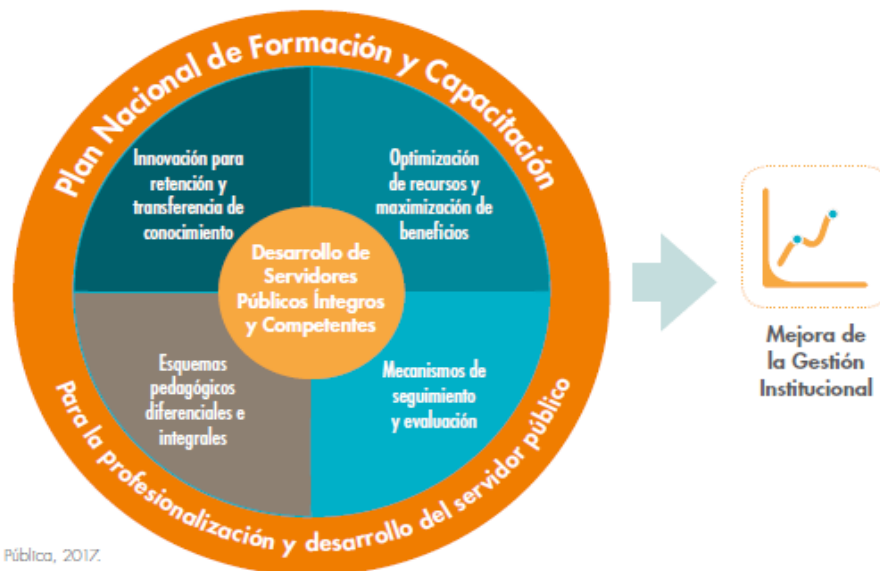 Plan Nacional de Formación y Capacitación
Innovación para
retención y
transferencia de
conocimiento
Optimización
de recursos y
maximización de
beneficios
Desarrollo de
Servidores
Públicos Íntegros
y Competentes
Esquemas
pedagógicos
diferenciales e
integrales
Mecanismos de
seguimiento
y evaluación
Para la profesionalización y desarrollo del servidor público
Mejora de
la Gestión
Institucional
Pública, 2017.